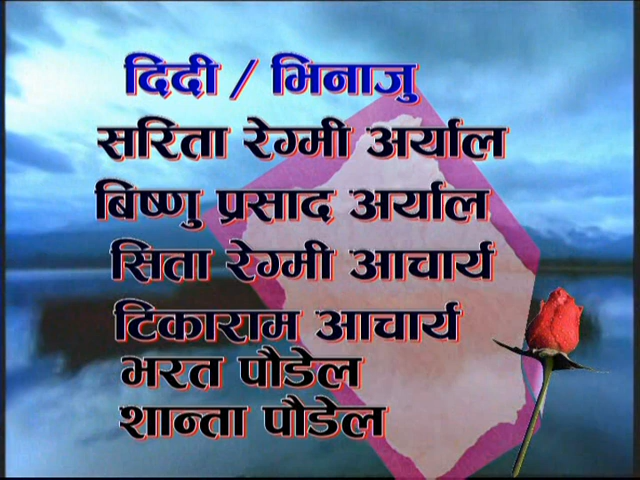 दिदी / भिनाजु
सरिता रेग्मी अर्याल
बिष्णु प्रसाद अर्याल
सिता रेग्मी आचार्य
टिकाराम आचार्य
भरत पौडेल
शान्ता पौडेल